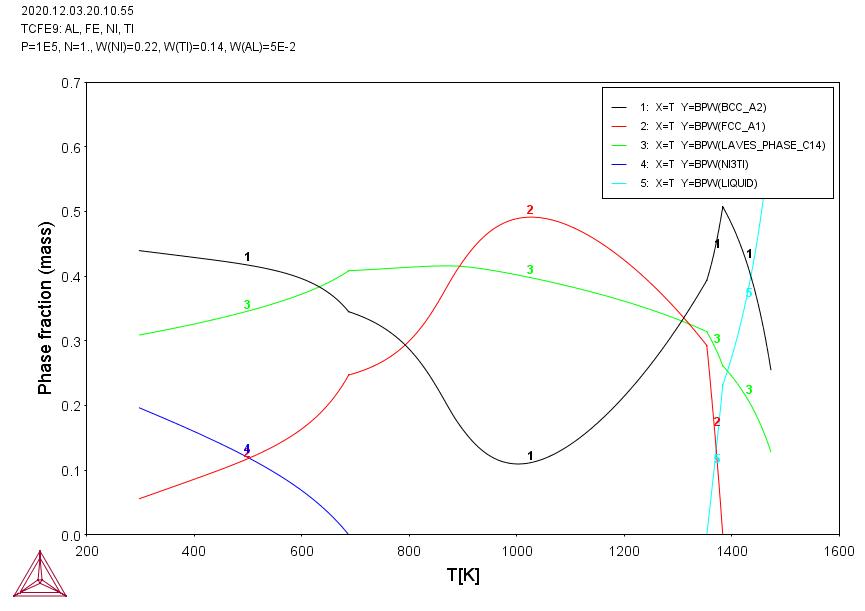 2020.12.03.20.10.55
TCFE9: AL, FE, NI, TI
P=1E5, N=1., W(NI)=0.22, W(TI)=0.14, W(AL)=5E-2
1: X=T Y=BPW(BCC_A2)
2: X=T Y=BPW(FCC_A1)
3: X=T Y=BPW(LAVES_PHASE_C14)
4: X=T Y=BPW(NI3TI)
5: X=T Y=BPW(LIQUID)
Phase fraction (mass)
0.7
0.6
0.5
0.4
0.3
0.2
0.1
0.0
1
3
4
2
2
3
1
1
3
2
5
1
5
3
200 400 600 800 1000 1200 1400 1600
T[K]